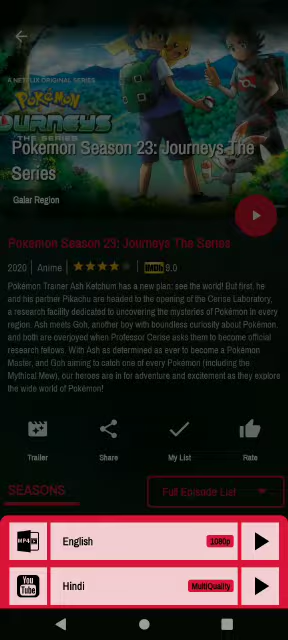 A NETFLIX ORIGINAL SERIES
Pokémon
JOURNEYS
THE SERIES
Pokemon Season 23: Journeys The
Series
Galar Region
Pokemon Season 23: Journeys The Series
2020 | Anime | IMDb 9.0
Pokémon Trainer Ash Ketchum has a new plan: see the world! But first, he
and his partner Pikachu are headed to the opening of the Cerise Laboratory,
a research facility dedicated to uncovering the mysteries of Pokémon in every
region. Ash meets Goh, another boy with boundless curiosity about Pokémon,
and both are overjoyed when Professor Cerise asks them to become official
research fellows. With Ash as determined as ever to become a Pokémon
Master, and Goh aiming to catch one of every Pokémon (including the
Mythical Mew), our heroes are in for adventure and excitement as they explore
the wide world of Pokémon!
Trailer Share My List Rate
SEASONS Full Episode List
MP4 English 1080p
You Tube Hindi MultiQuality